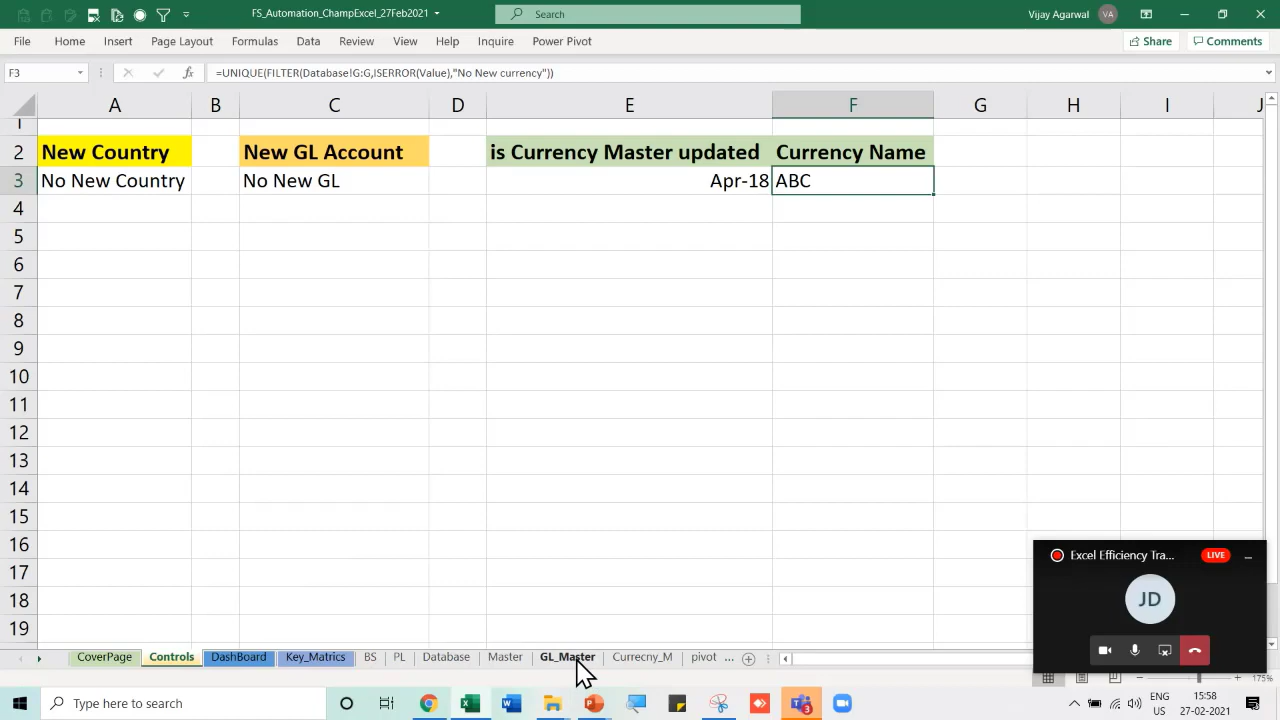 FS_Automation_ChampExcel_27Feb2021
Search
Vijay Agarwal
VA
File Home Insert Page Layout Formulas Data Review View Help Inquire Power Pivot
Share
Comments
F3
fx
=UNIQUE(FILTER(Database!G:G,ISERROR(Value),"No New currency"))
A B C D E F G H I J
1
2 New Country New GL Account is Currency Master updated Currency Name
3 No New Country No New GL Apr-18 ABC
4
5
6
7
8
9
10
11
12
13
14
15
16
17
18
19
Excel Efficiency Tra...
LIVE
JD
CoverPage Controls DashBoard Key_Matrics BS PL Database Master GL_Master Currecny_M pivot ...
175%
Type here to search
3
ENG
US
15:58
27-02-2021